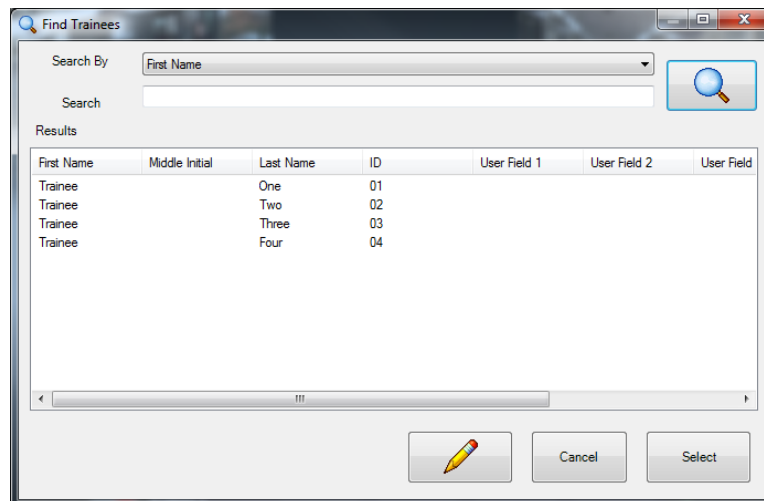 Find Trainees
Search By First Name
Search
Results
First Name Middle Initial Last Name ID User Field 1 User Field 2 User Field
Trainee One 01
Trainee Two 02
Trainee Three 03
Trainee Four 04
Cancel Select